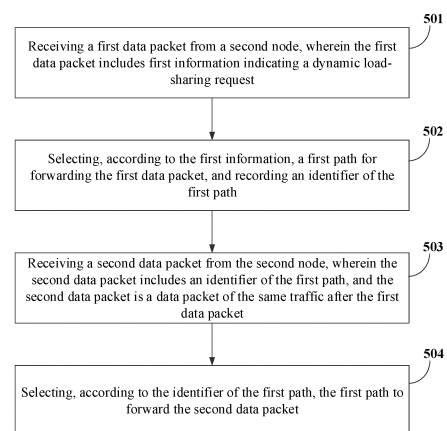 501
Receiving a first data packet from a second node, wherein the first
data packet includes first information indicating a dynamic load-
sharing request
502
Selecting, according to the first information, a first path for
forwarding the first data packet, and recording an identifier of the
first path
503
Receiving a second data packet from the second node, wherein the
second data packet includes an identifier of the first path, and the
second data packet is a data packet of the same traffic after the first
data packet
504
Selecting, according to the identifier of the first path, the first path to
forward the second data packet